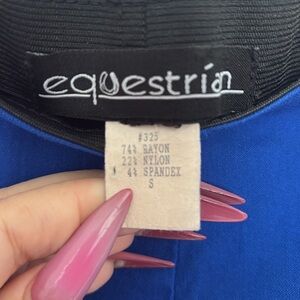 equestrian
#325
74% RAYON
22% NYLON
4% SPANDEX
S